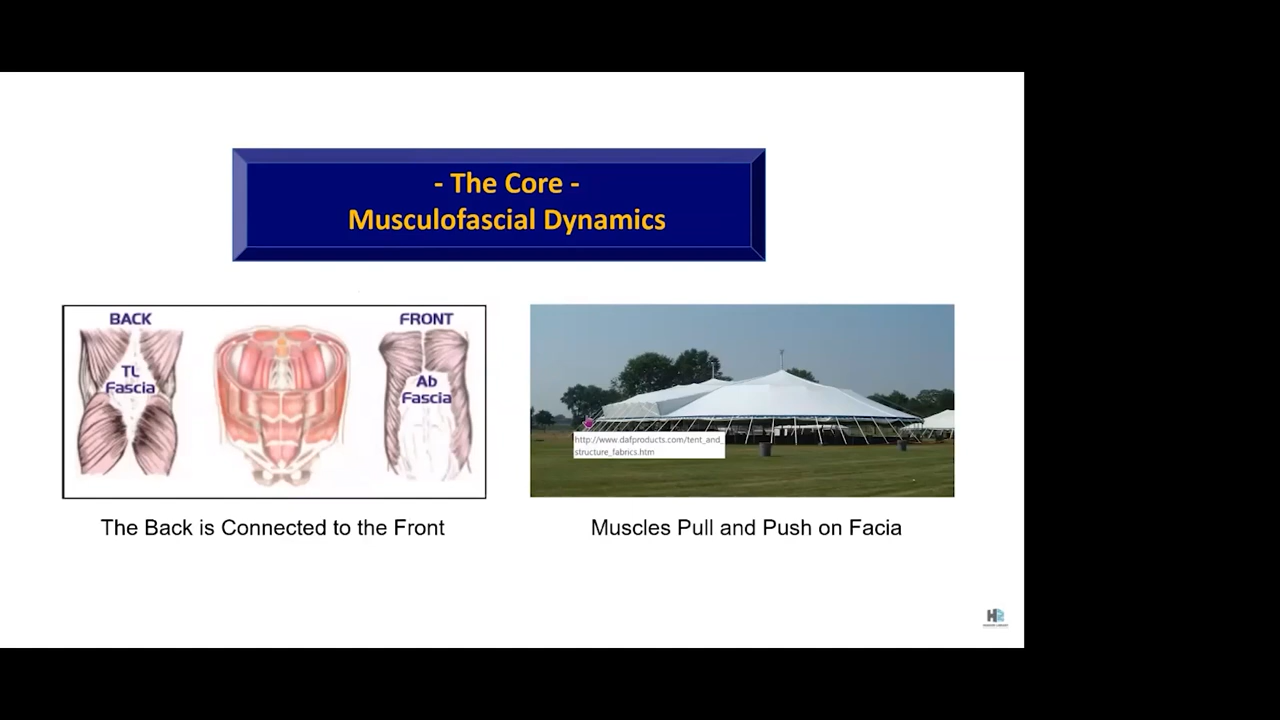 - The Core -
Musculofascial Dynamics
BACK
TL
Fascia
FRONT
Ab
Fascia
http://www.dafproducts.com/tent_and_
structure_fabrics.htm
The Back is Connected to the Front
Muscles Pull and Push on Facia